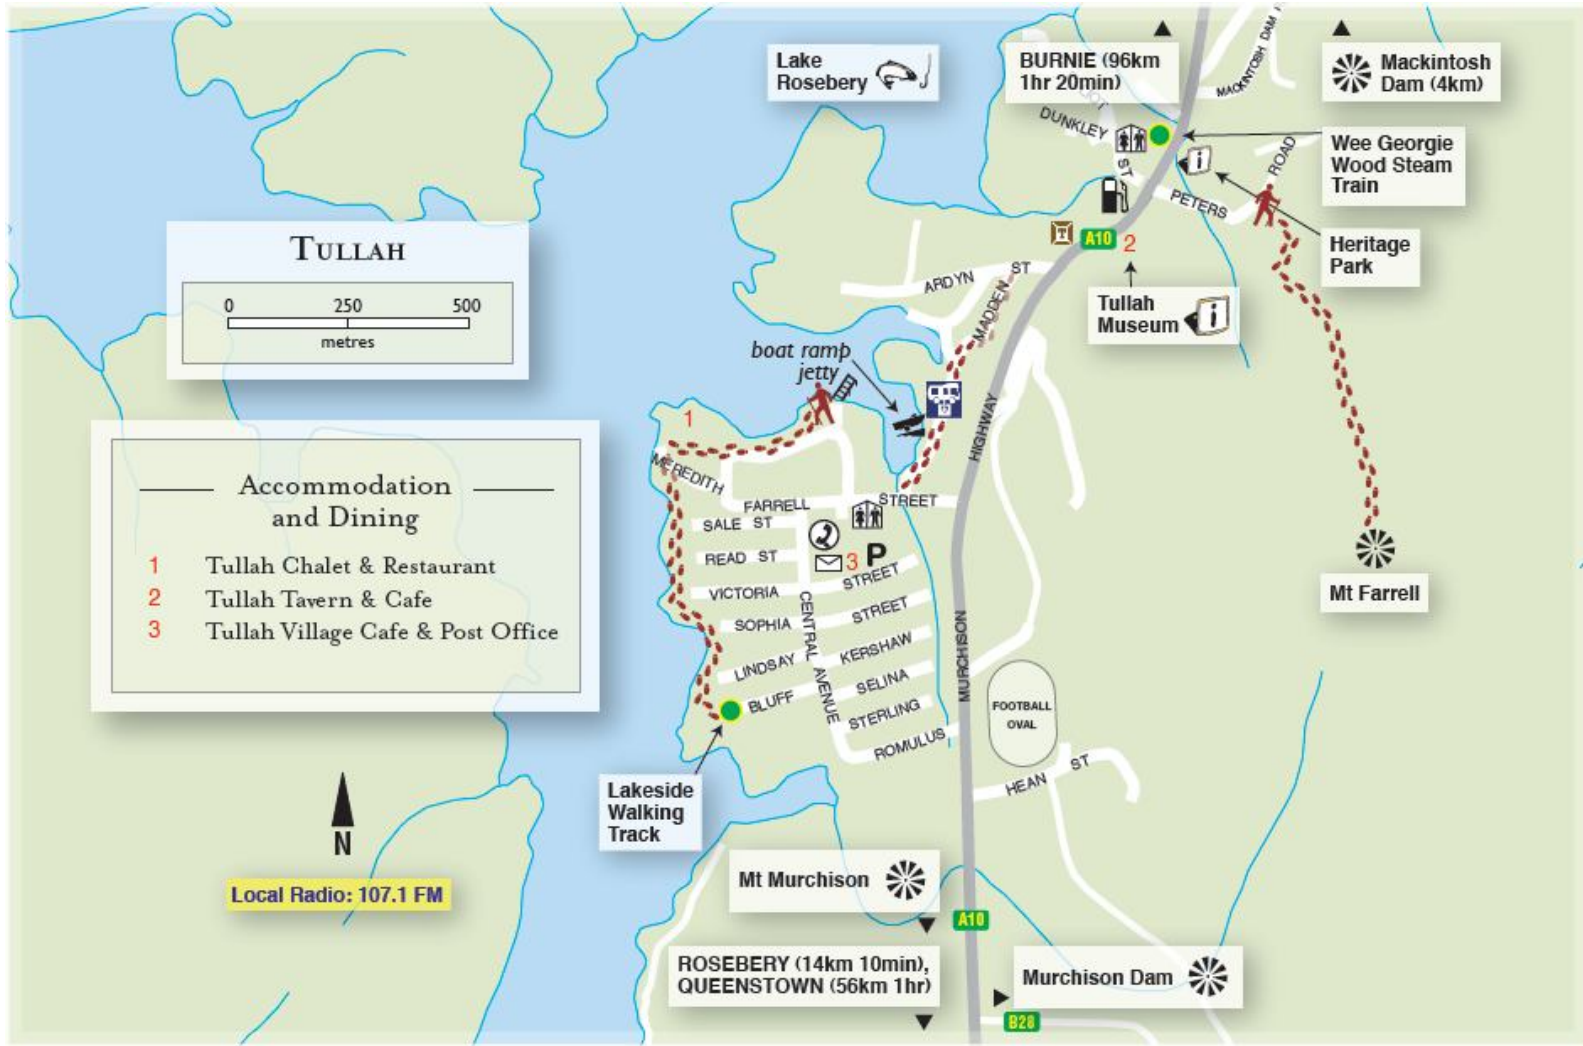 Lake
Rosebery
BURNIE (96km
1hr 20min)
MACKINTOSH DAM
Mackintosh
Dam (4km)
DUNKLEY
ST
Wee Georgie
Wood Steam
Train
i
ROAD
PETERS
Heritage
Park
TULLAH
0 250 500
metres
T
A10
2
ARDYN ST
MADDEN
Tullah
Museum
i
boat ramp
jetty
1
HIGHWAY
Accommodation
and Dining
1 Tullah Chalet & Restaurant
2 Tullah Tavern & Cafe
3 Tullah Village Cafe & Post Office
MEREDITH
FARRELL STREET
SALE ST
READ ST
3
P
VICTORIA STREET
SOPHIA STREET
CENTRAL AVENUE
LINDSAY KERSHAW
BLUFF SELINA
STERLING
ROMULUS
MURCHISON
Mt Farrell
FOOTBALL
OVAL
HEAN ST
Lakeside
Walking
Track
N
Local Radio: 107.1 FM
Mt Murchison
A10
ROSEBERY (14km 10min),
QUEENSTOWN (56km 1hr)
Murchison Dam
B28